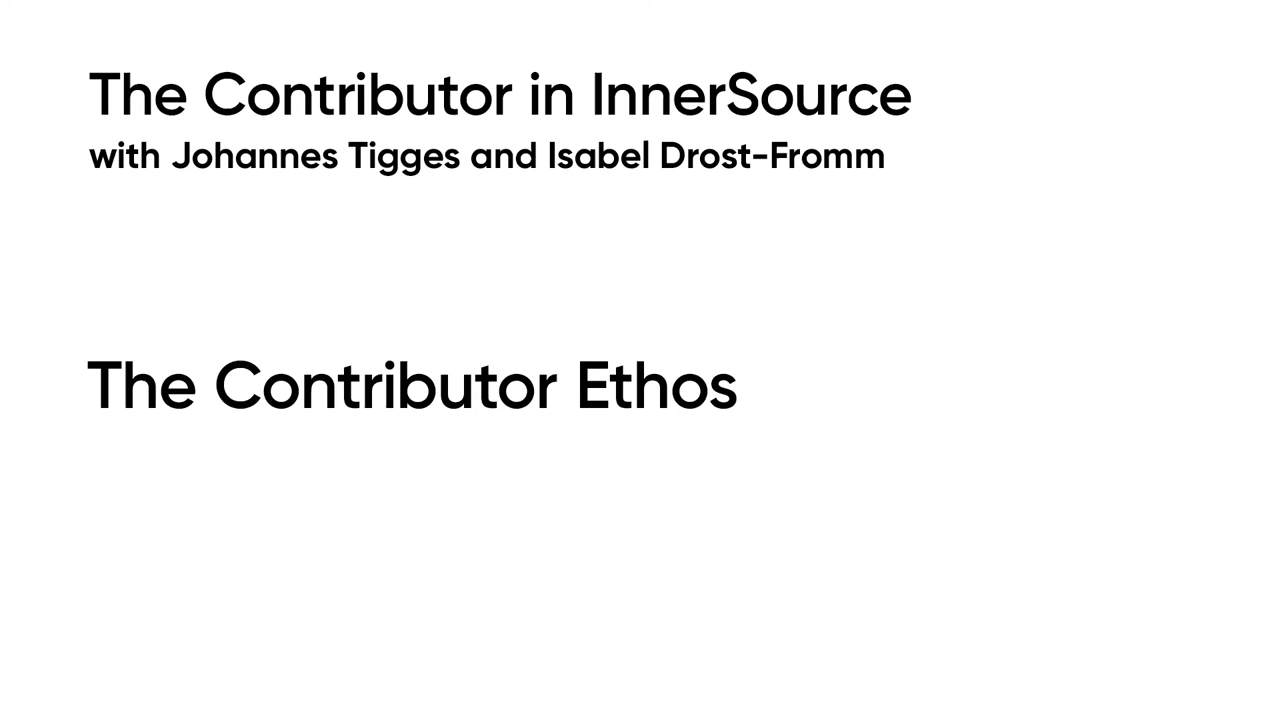 The Contributor in InnerSource
with Johannes Tigges and Isabel Drost-Fromm
The Contributor Ethos